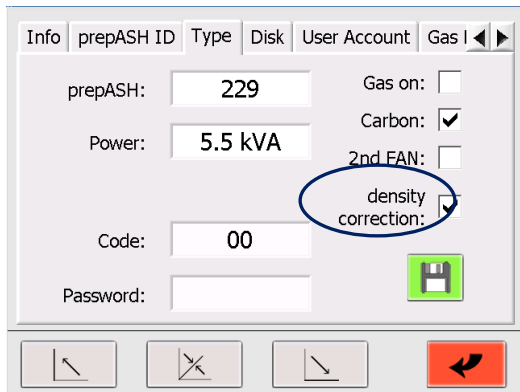 Info prepASH ID Type Disk User Account Gas
prepASH: 229
Gas on:
Carbon:
Power: 5.5 kVA
2nd FAN:
density
correction:
Code: 00
Password: